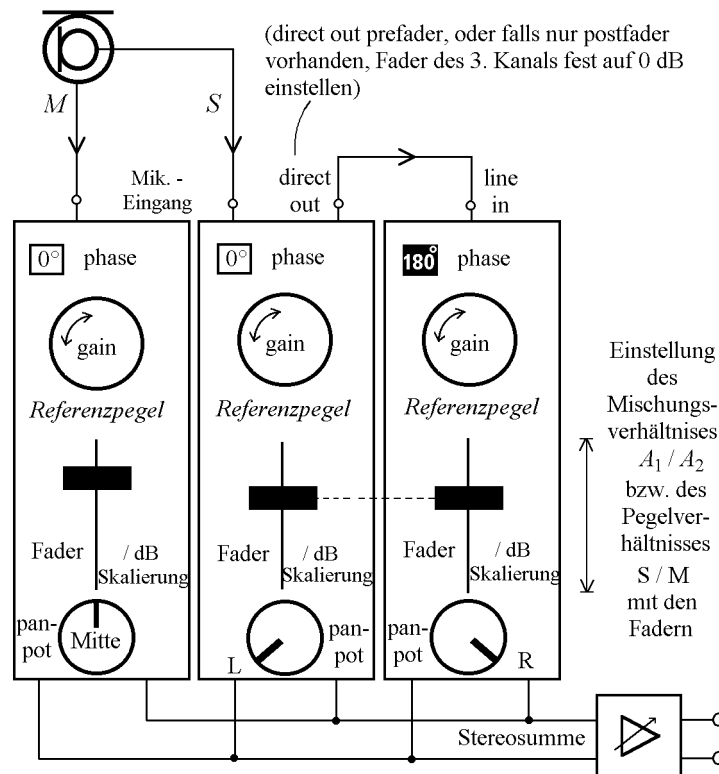 (direct out prefader, oder falls nur postfader
vorhanden, Fader des 3. Kanals fest auf 0 dB
einstellen)
M
S
Mik. -
Eingang
direct
out
line
in
0° phase
0° phase
180° phase
gain
gain
gain
Referenzpegel
Referenzpegel
Referenzpegel
Fader / dB
Skalierung
Fader / dB
Skalierung
Fader / dB
Skalierung
pan-
pot
Mitte
L
pan-
pot
pan-
pot
R
Einstellung
des
Mischungs-
verhältnises
A1 / A2
bzw. des
Pegelver-
hältnisses
S / M
mit den
Fadern
Stereosumme